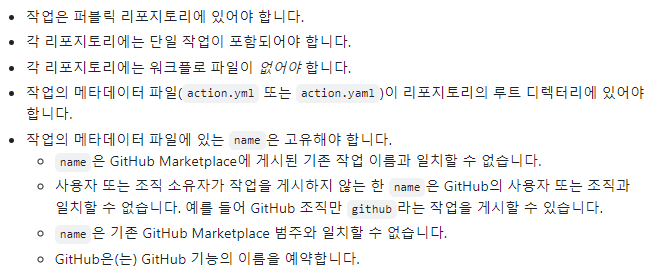 • 작업은 퍼블릭 리포지토리에 있어야 합니다.
• 각 리포지토리에는 단일 작업이 포함되어야 합니다.
• 각 리포지토리에는 워크플로 파일이 없어야 합니다.
• 작업의 메타데이터 파일(action.yml 또는 action.yaml)이 리포지토리의 루트 디렉터리에 있어야
합니다.
• 작업의 메타데이터 파일에 있는 name 은 고유해야 합니다.
◦ name 은 GitHub Marketplace에 게시된 기존 작업 이름과 일치할 수 없습니다.
◦ 사용자 또는 조직 소유자가 작업을 게시하지 않는 한 name 은 GitHub의 사용자 또는 조직과
일치할 수 없습니다. 예를 들어 GitHub 조직만 github 라는 작업을 게시할 수 있습니다.
◦ name 은 기존 GitHub Marketplace 범주와 일치할 수 없습니다.
◦ GitHub은(는) GitHub 기능의 이름을 예약합니다.